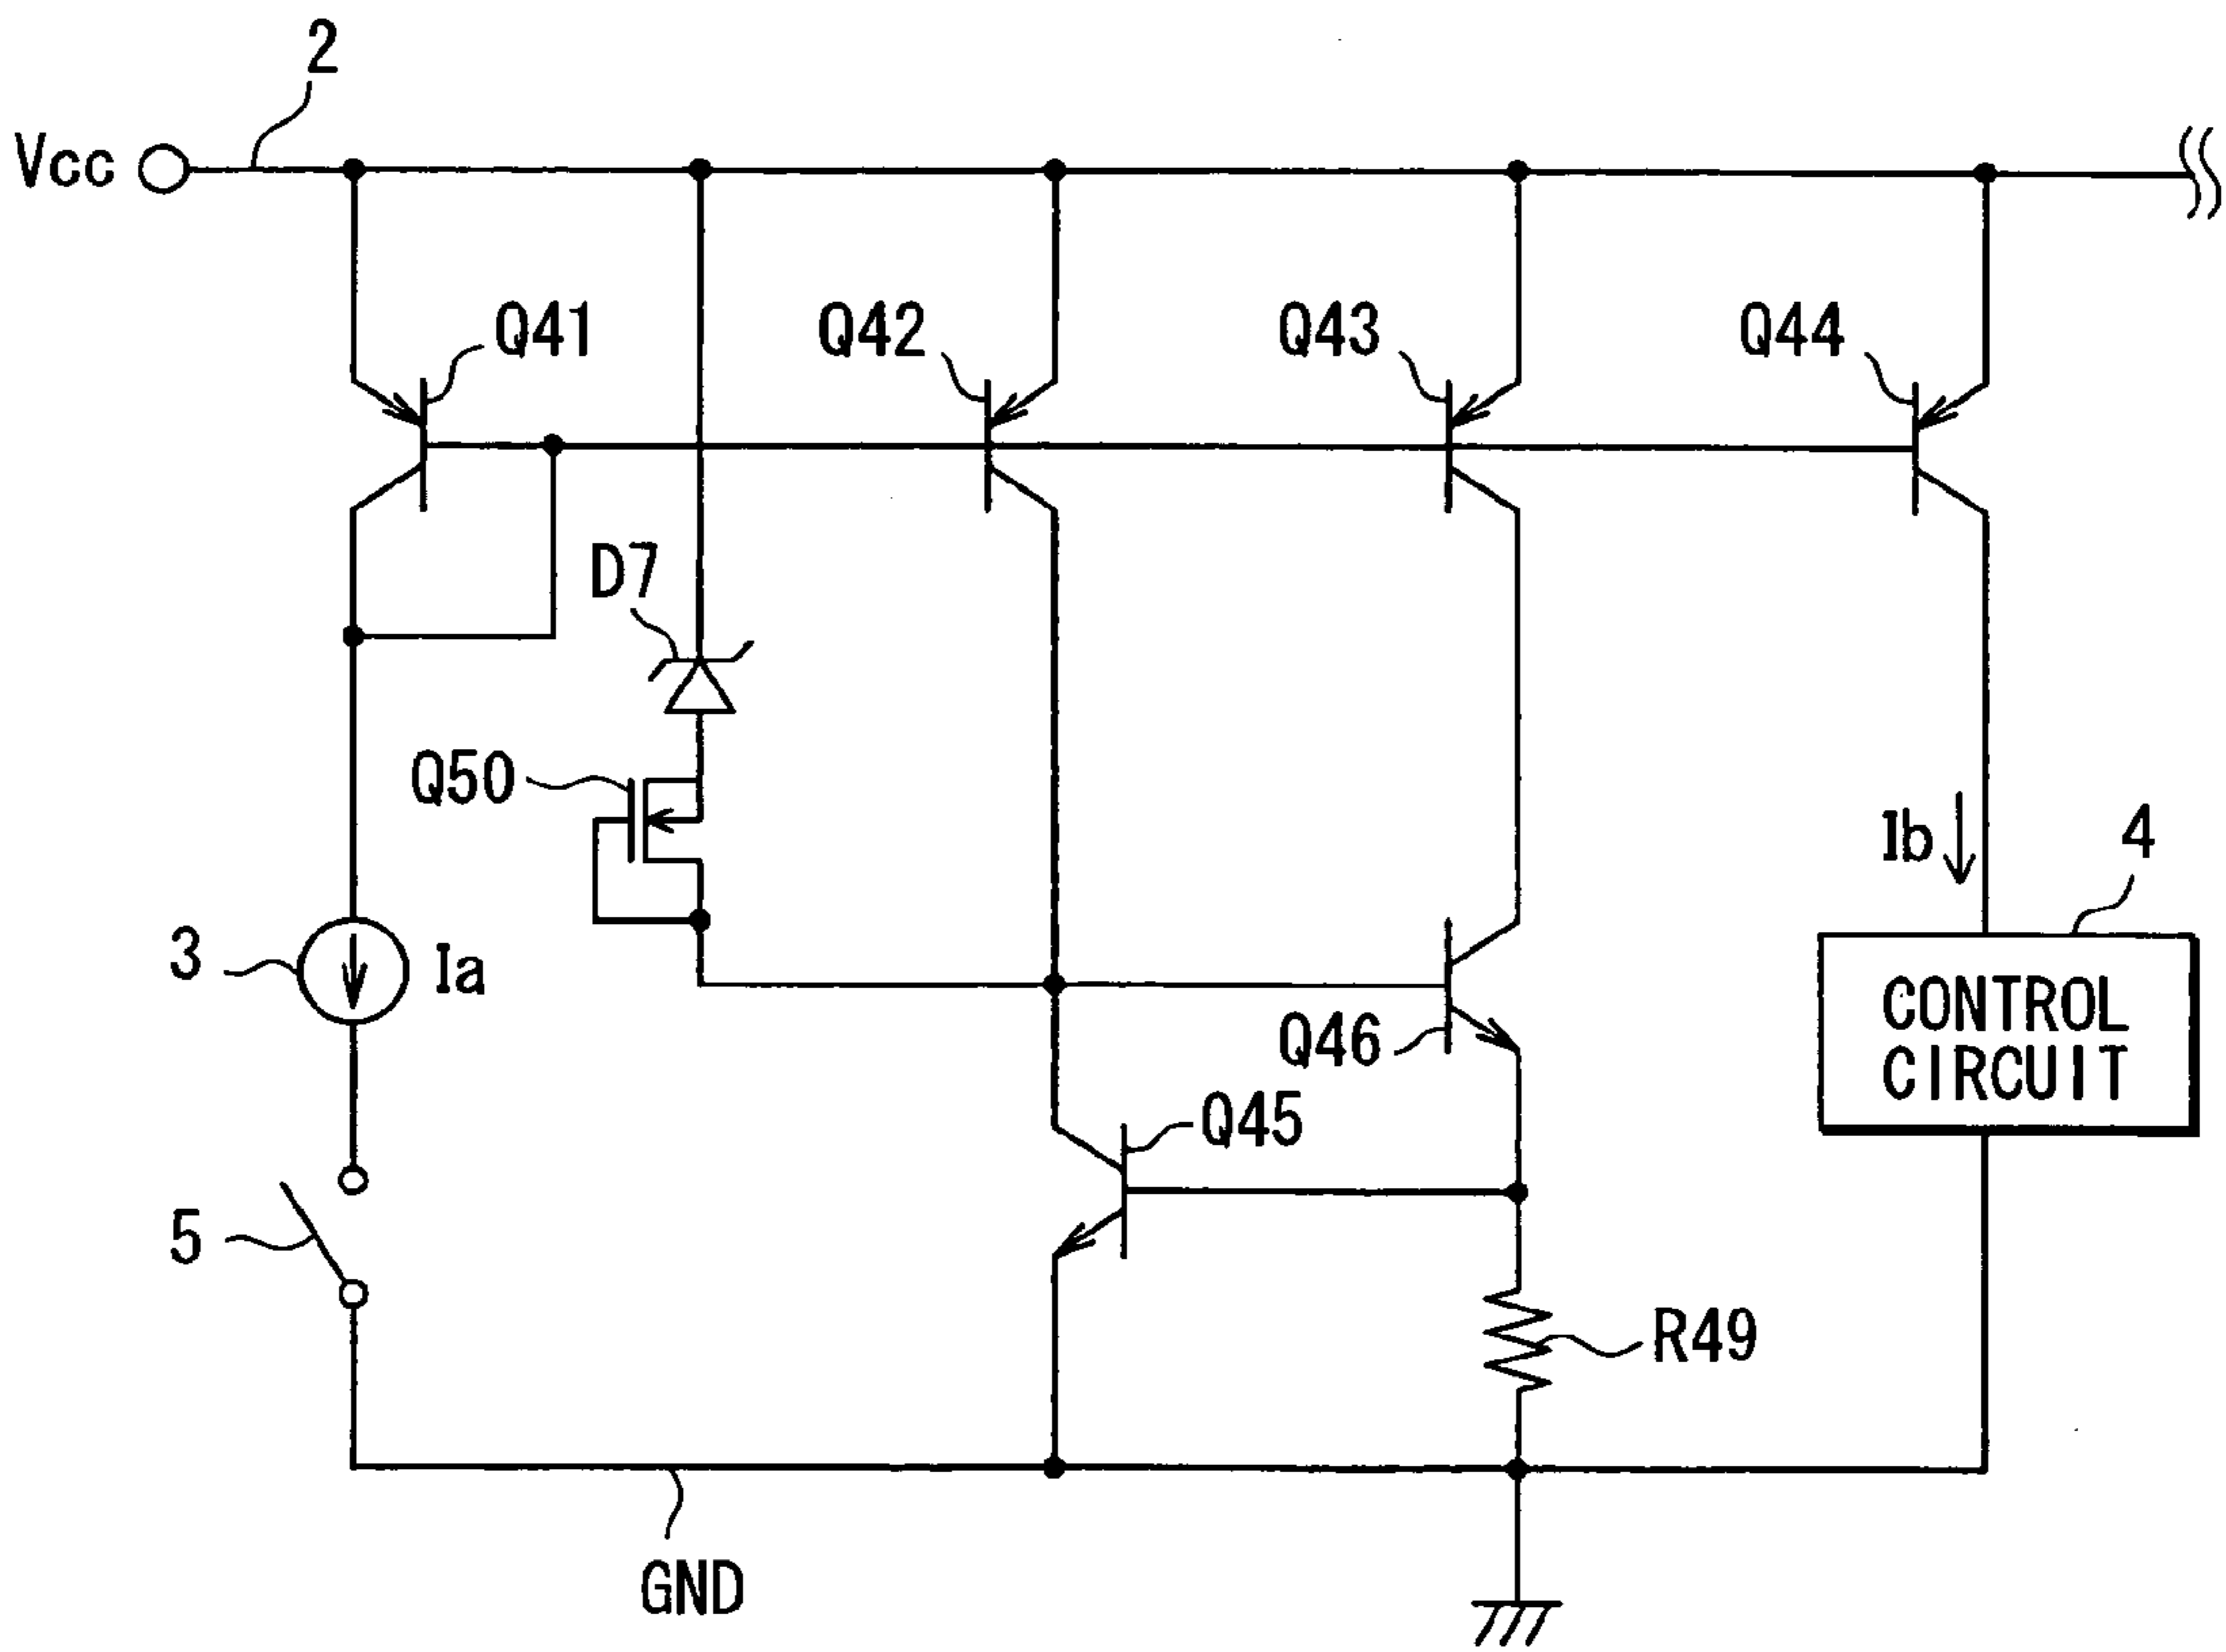 2
Vcc
Q41
Q42
Q43
Q44
D7
Q50
Ib
4
3
Ia
CONTROL
CIRCUIT
Q46
Q45
5
R49
GND